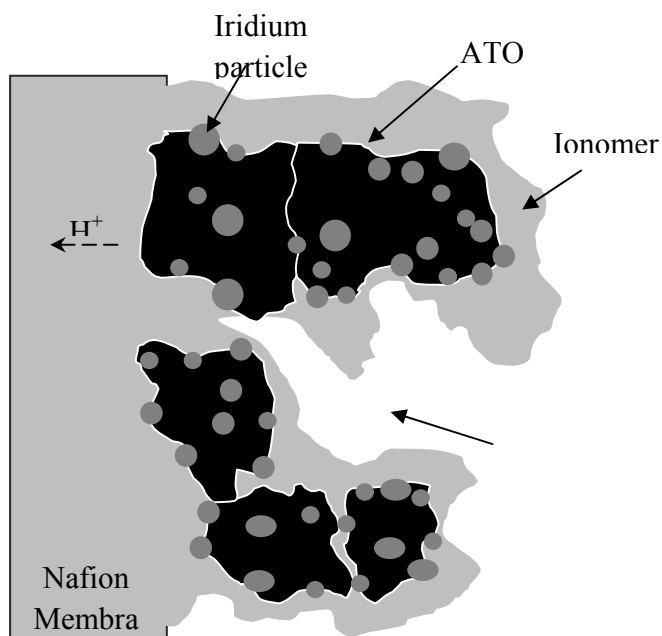 Iridium
particle
ATO
Ionomer
H+
Nafion
Membra